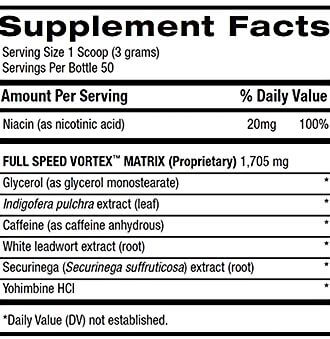 Supplement Facts
Serving Size 1 Scoop (3 grams)
Servings Per Bottle 50
Amount Per Serving % Daily Value
Niacin (as nicotinic acid) 20mg 100%
FULL SPEED VORTEX™ MATRIX (Proprietary) 1,705 mg
Glycerol (as glycerol monostearate) *
Indigofera pulchra extract (leaf) *
Caffeine (as caffeine anhydrous) *
White leadwort extract (root) *
Securinega (Securinega suffruticosa) extract (root) *
Yohimbine HCl *
*Daily Value (DV) not established.